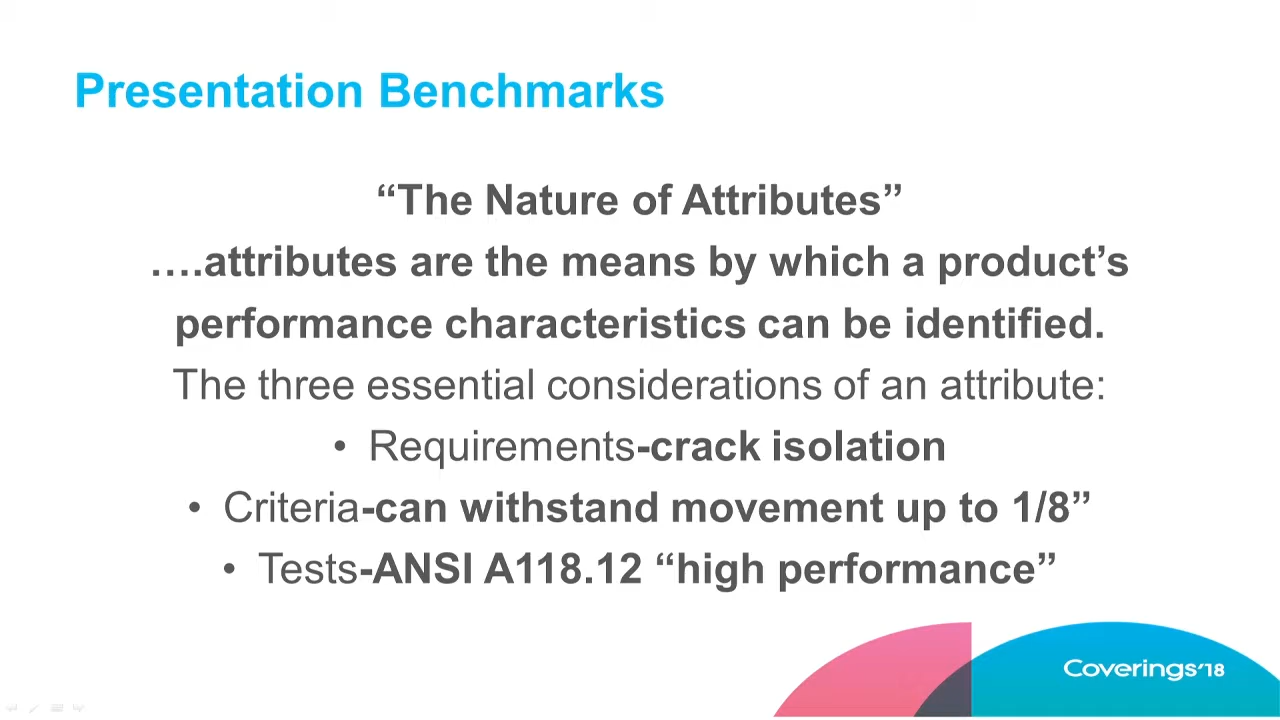 Presentation Benchmarks
“The Nature of Attributes”
….attributes are the means by which a product’s
performance characteristics can be identified.
The three essential considerations of an attribute:
• Requirements-crack isolation
• Criteria-can withstand movement up to 1/8”
• Tests-ANSI A118.12 “high performance”
Coverings’18